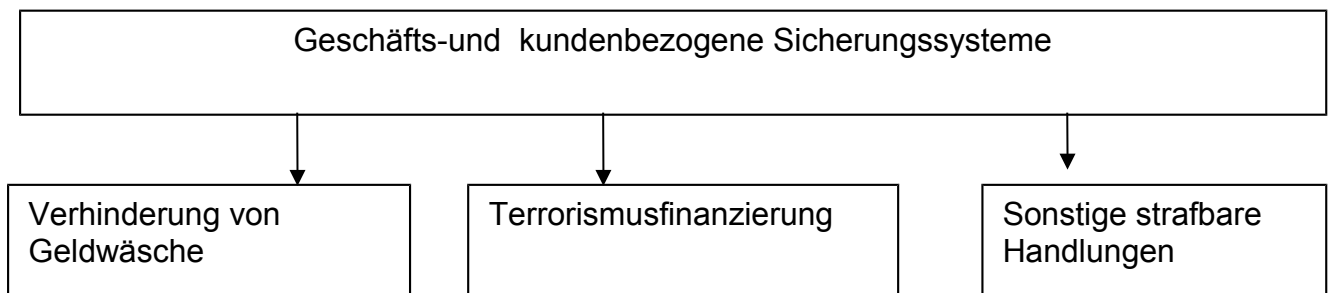 Geschäfts-und  kundenbezogene Sicherungssysteme
Verhinderung von
Geldwäsche
Terrorismusfinanzierung
Sonstige strafbare
Handlungen